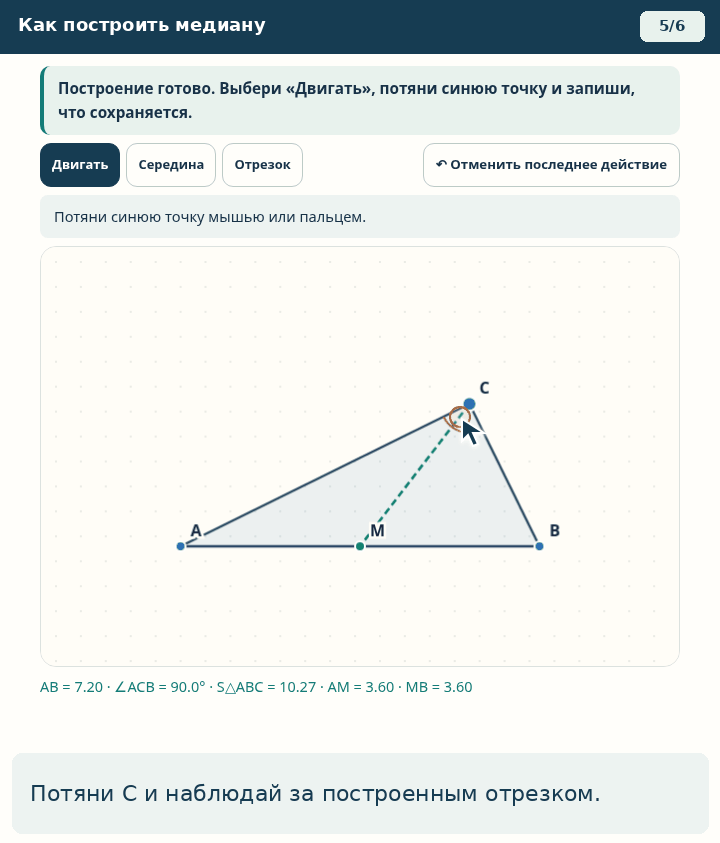 Как построить медиану
5/6
Построение готово. Выбери «Двигать», потяни синюю точку и запиши,
что сохраняется.
Двигать
Середина
Отрезок
↶ Отменить последнее действие
Потяни синюю точку мышью или пальцем.
C
A
M
B
AB = 7.20 · ∠ACB = 90.0° · S△ABC = 10.27 · AM = 3.60 · MB = 3.60
Потяни C и наблюдай за построенным отрезком.